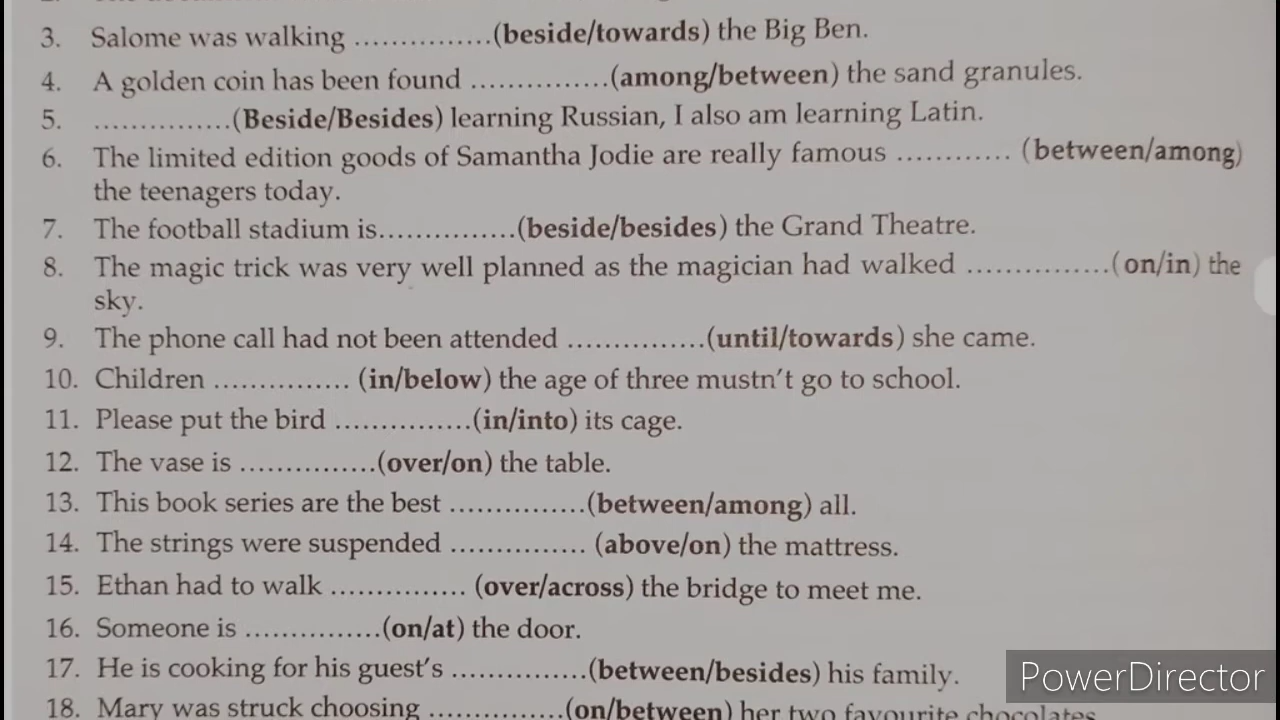 3. Salome was walking ...............(beside/towards) the Big Ben.
4. A golden coin has been found ...............(among/between) the sand granules.
5. ...............(Beside/Besides) learning Russian, I also am learning Latin.
6. The limited edition goods of Samantha Jodie are really famous ............ (between/among)
the teenagers today.
7. The football stadium is...............(beside/besides) the Grand Theatre.
8. The magic trick was very well planned as the magician had walked ...............(on/in) the
sky.
9. The phone call had not been attended ...............(until/towards) she came.
10. Children ............... (in/below) the age of three mustn't go to school.
11. Please put the bird ...............(in/into) its cage.
12. The vase is ...............(over/on) the table.
13. This book series are the best ...............(between/among) all.
14. The strings were suspended ............... (above/on) the mattress.
15. Ethan had to walk ............... (over/across) the bridge to meet me.
16. Someone is ...............(on/at) the door.
17. He is cooking for his guest's ...............(between/besides) his family.
18. Mary was struck choosing ...............(on/between) her two favourite chocolates
PowerDirector